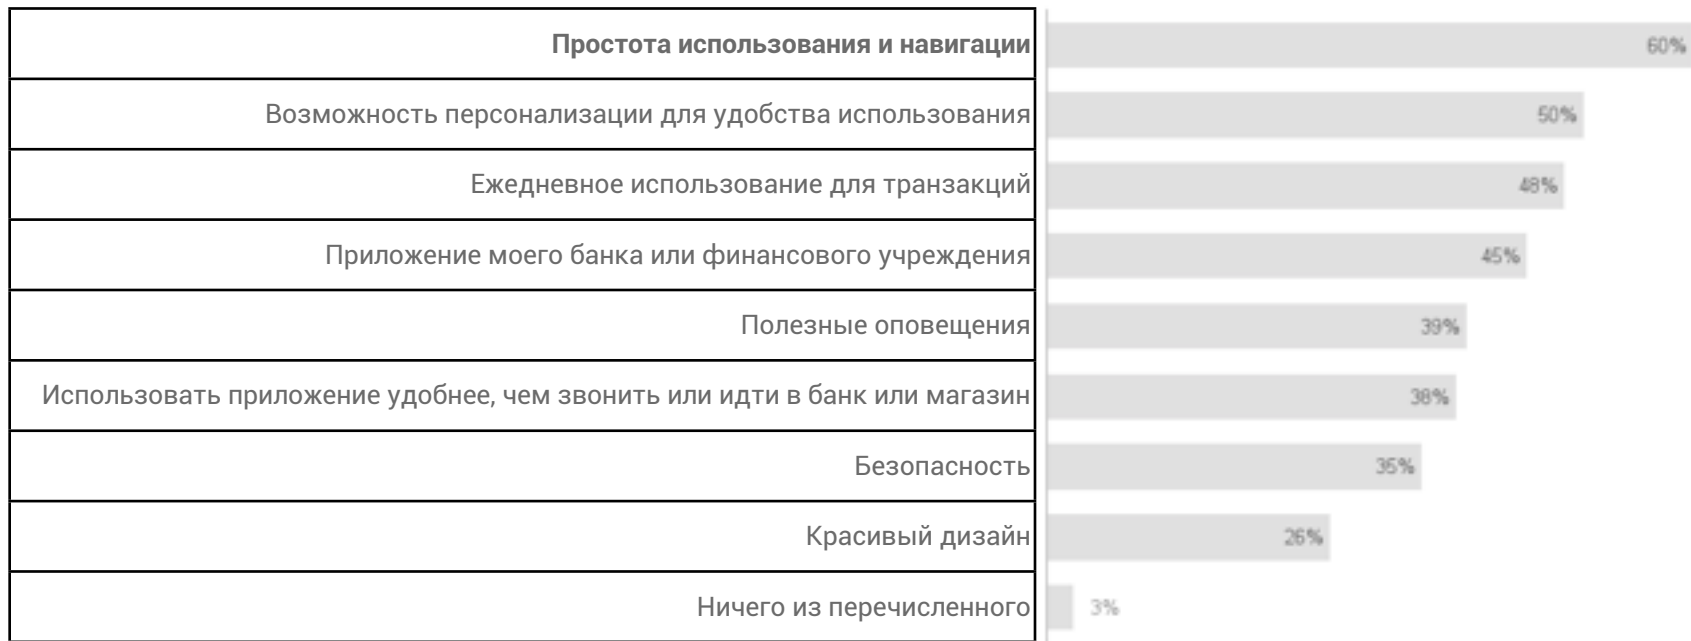 Простота использования и навигации 60%
Возможность персонализации для удобства использования 50%
Ежедневное использование для транзакций 48%
Приложение моего банка или финансового учреждения 45%
Полезные оповещения 39%
Использовать приложение удобнее, чем звонить или идти в банк или магазин 38%
Безопасность 35%
Красивый дизайн 26%
Ничего из перечисленного 3%